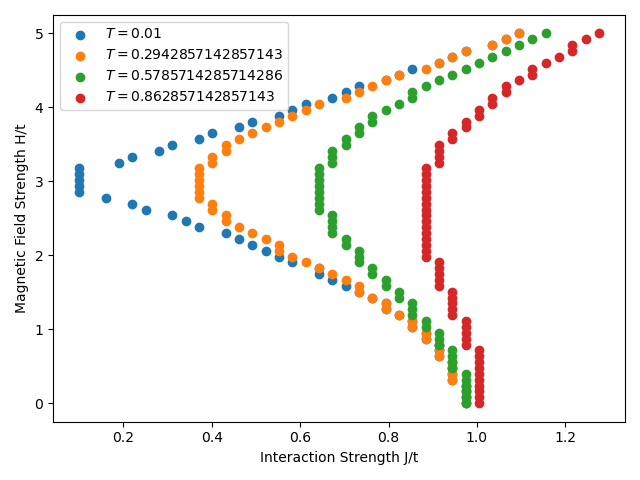 5
4
3
2
1
0
Magnetic Field Strength H/t
T = 0.01
T = 0.2942857142857143
T = 0.5785714285714286
T = 0.862857142857143
0.2 0.4 0.6 0.8 1.0 1.2
Interaction Strength J/t